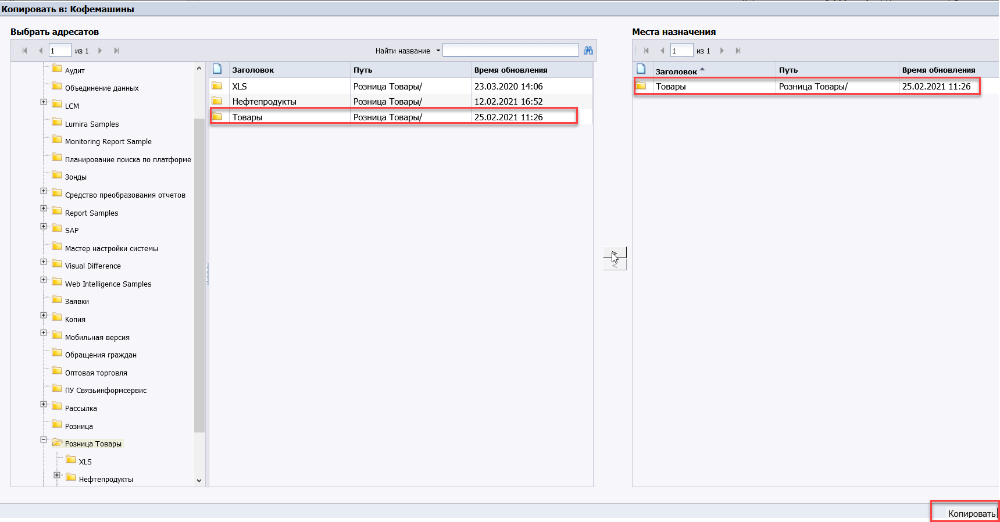 Копировать в: Кофемашины
Выбрать адресатов
1 из 1
Найти название
Аудит
Объединение данных
LCM
Lumira Samples
Monitoring Report Sample
Планирование поиска по платформе
Зонды
Средство преобразования отчетов
Report Samples
SAP
Мастер настройки системы
Visual Difference
Web Intelligence Samples
Заявки
Копия
Мобильная версия
Обращения граждан
Оптовая торговля
ПУ Связьинформсервис
Рассылка
Розница
Розница Товары
XLS
Нефтепродукты
Заголовок Путь Время обновления
XLS Розница Товары/ 23.03.2020 14:06
Нефтепродукты Розница Товары/ 12.02.2021 16:52
Товары Розница Товары/ 25.02.2021 11:26
>
<
Места назначения
1 из 1
Заголовок Путь Время обновления
Товары Розница Товары/ 25.02.2021 11:26
Копировать